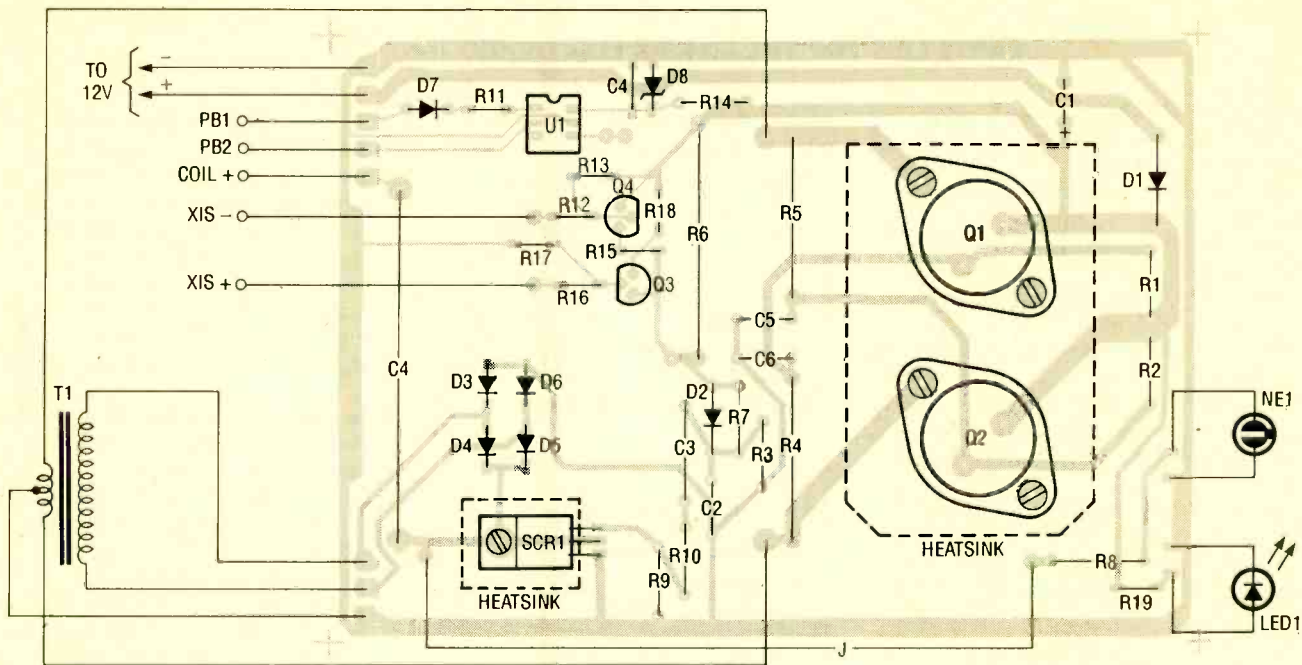 TO
12V
-
+
PB1
PB2
COIL +
XIS -
XIS +
T1
D7
R11
U1
C4
D8
R14
C1
+
D1
R13
Q4
R12
R18
R17
R15
R16
Q3
R6
R5
Q1
R1
C5
C6
R2
C4
D3
D6
D4
D5
D2
R7
C3
R3
R4
C2
Q2
NE1
SCR1
HEATSINK
R10
R9
HEATSINK
R8
R19
LED1
J